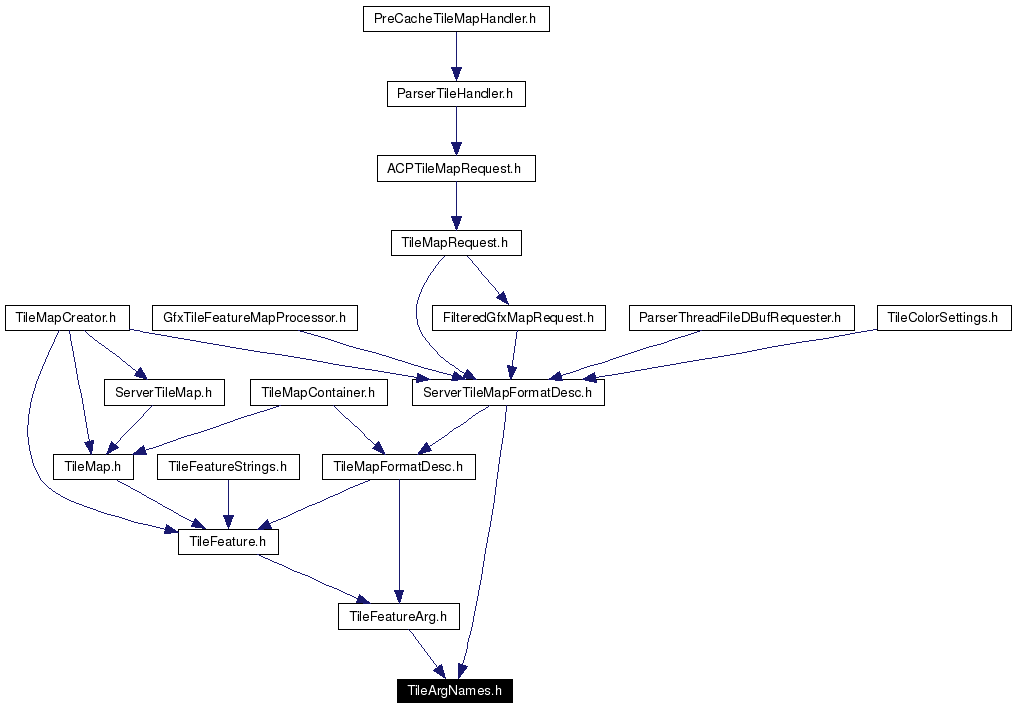 PreCacheTileMapHandler.h
ParserTileHandler.h
ACPTileMapRequest.h
TileMapRequest.h
TileMapCreator.h
GfxTileFeatureMapProcessor.h
FilteredGfxMapRequest.h
ParserThreadFileDBufRequester.h
TileColorSettings.h
ServerTileMap.h
TileMapContainer.h
ServerTileMapFormatDesc.h
TileMap.h
TileFeatureStrings.h
TileMapFormatDesc.h
TileFeature.h
TileFeatureArg.h
TileArgNames.h